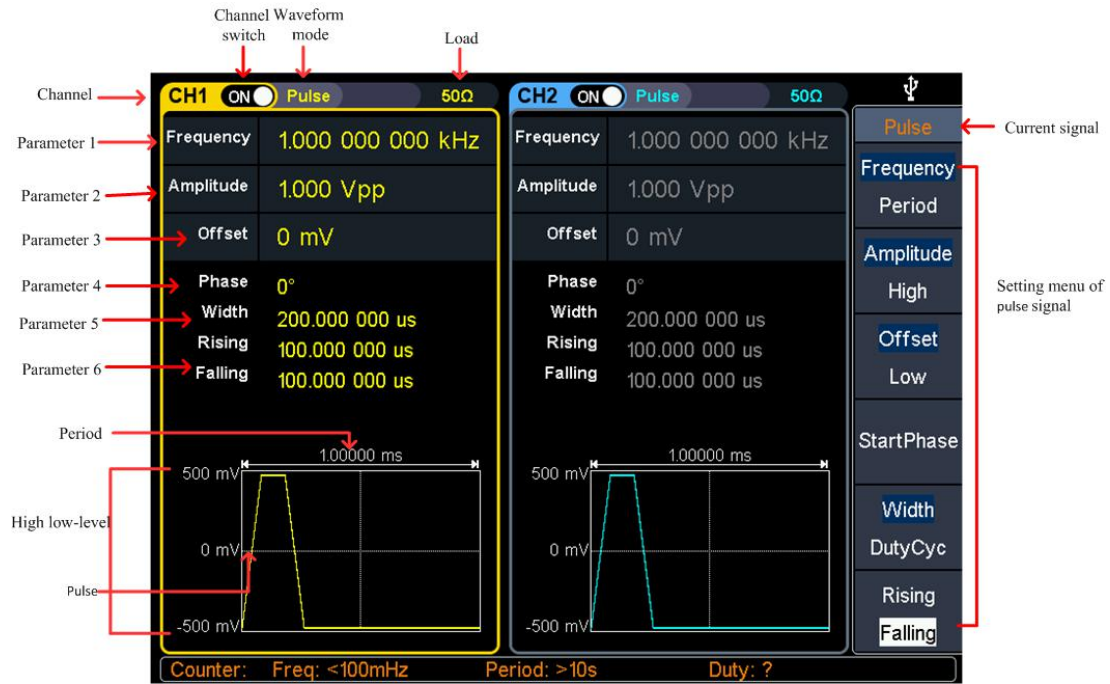 Channel Waveform
switch mode
Load
Channel
CH1 ON Pulse 50Ω
CH2 ON Pulse 50Ω
Parameter 1
Frequency 1.000 000 000 kHz
Frequency 1.000 000 000 kHz
Pulse
Current signal
Parameter 2
Amplitude 1.000 Vpp
Amplitude 1.000 Vpp
Frequency
Period
Parameter 3
Offset 0 mV
Offset 0 mV
Amplitude
High
Parameter 4
Phase 0°
Phase 0°
Setting menu of
pulse signal
Parameter 5
Width 200.000 000 us
Width 200.000 000 us
Rising 100.000 000 us
Rising 100.000 000 us
Offset
Low
Parameter 6
Falling 100.000 000 us
Falling 100.000 000 us
Period
1.00000 ms
1.00000 ms
StartPhase
500 mV
500 mV
High low-level
0 mV
0 mV
Width
DutyCyc
Pulse
-500 mV
-500 mV
Rising
Falling
Counter: Freq: <100mHz Period: >10s Duty: ?